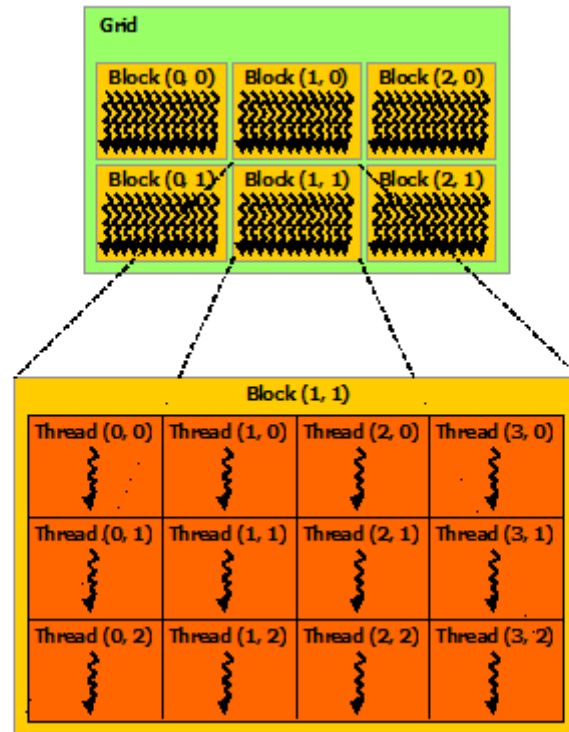 Grid
Block (0, 0) Block (1, 0) Block (2, 0)
Block (0, 1) Block (1, 1) Block (2, 1)
Block (1, 1)
Thread (0, 0) Thread (1, 0) Thread (2, 0) Thread (3, 0)
Thread (0, 1) Thread (1, 1) Thread (2, 1) Thread (3, 1)
Thread (0, 2) Thread (1, 2) Thread (2, 2) Thread (3, 2)